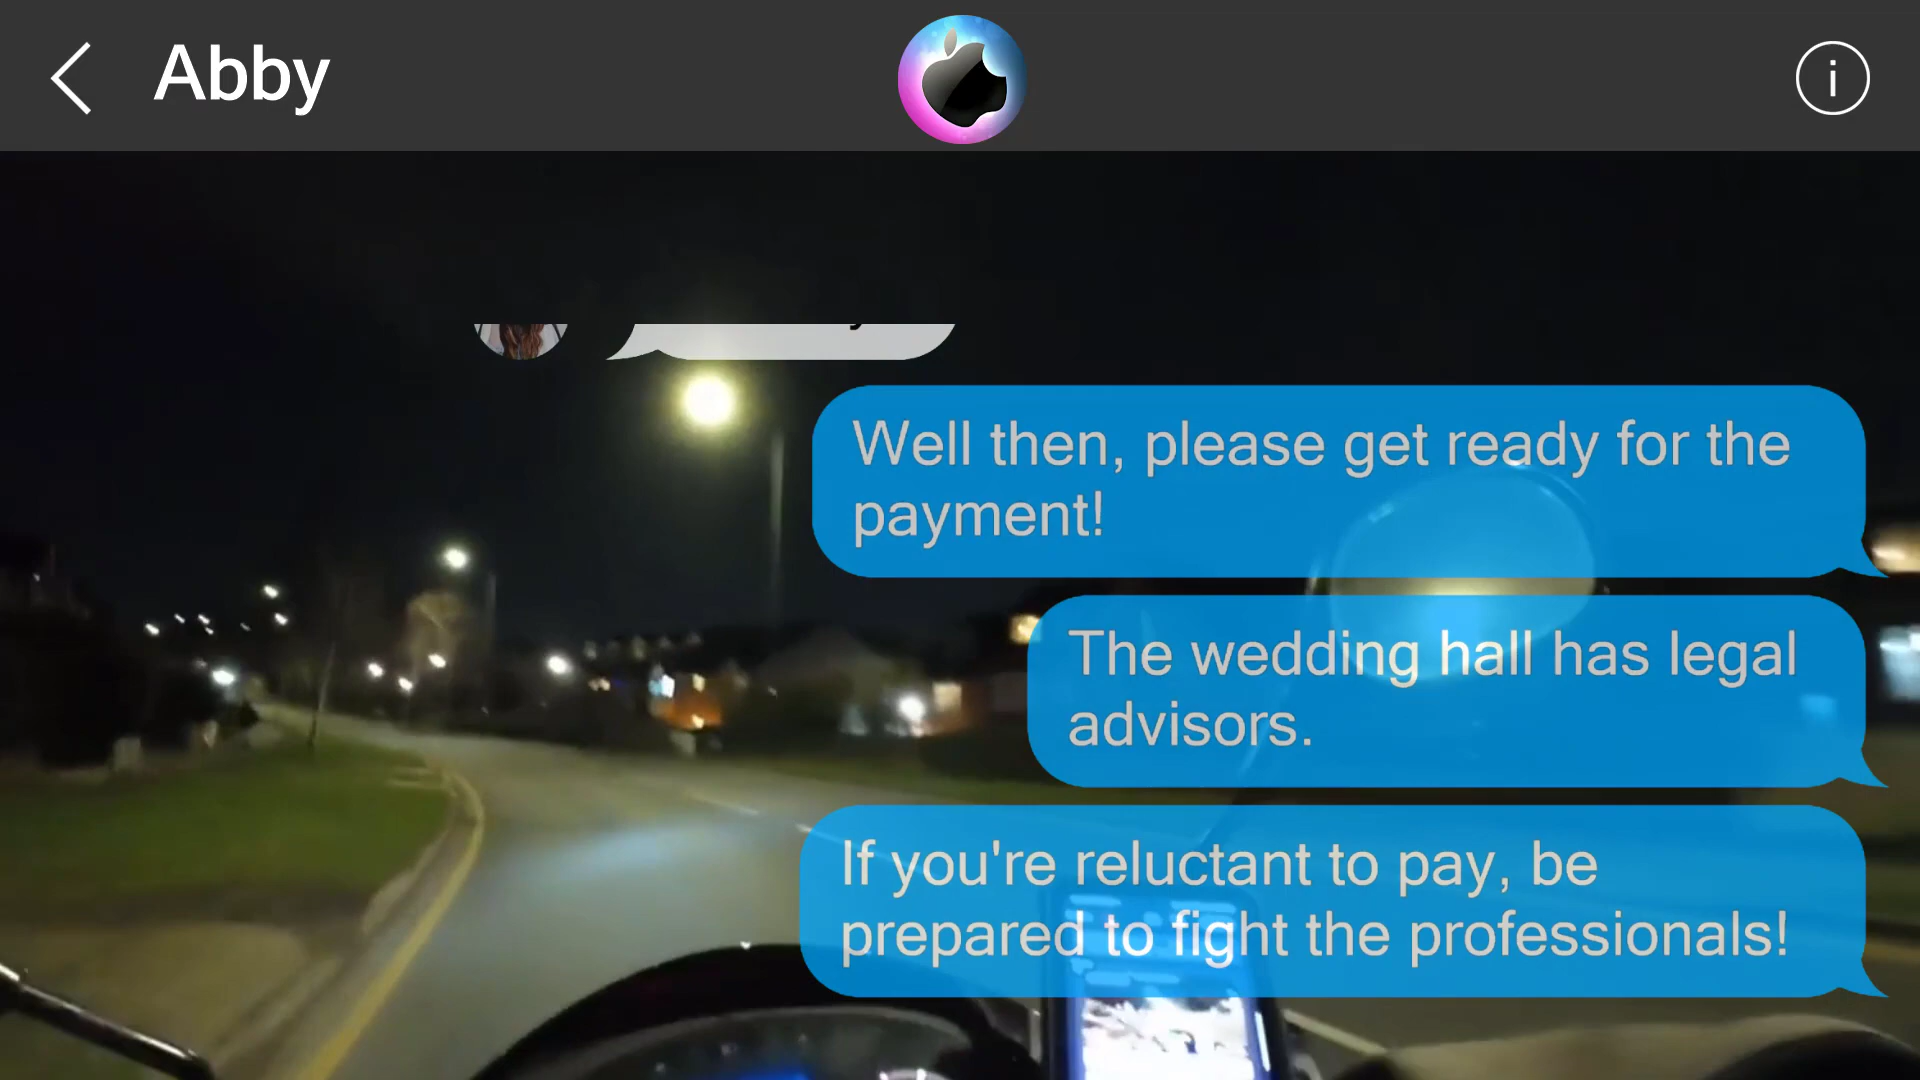 Abby
Well then, please get ready for the
payment!
The wedding hall has legal
advisors.
If you're reluctant to pay, be
prepared to fight the professionals!